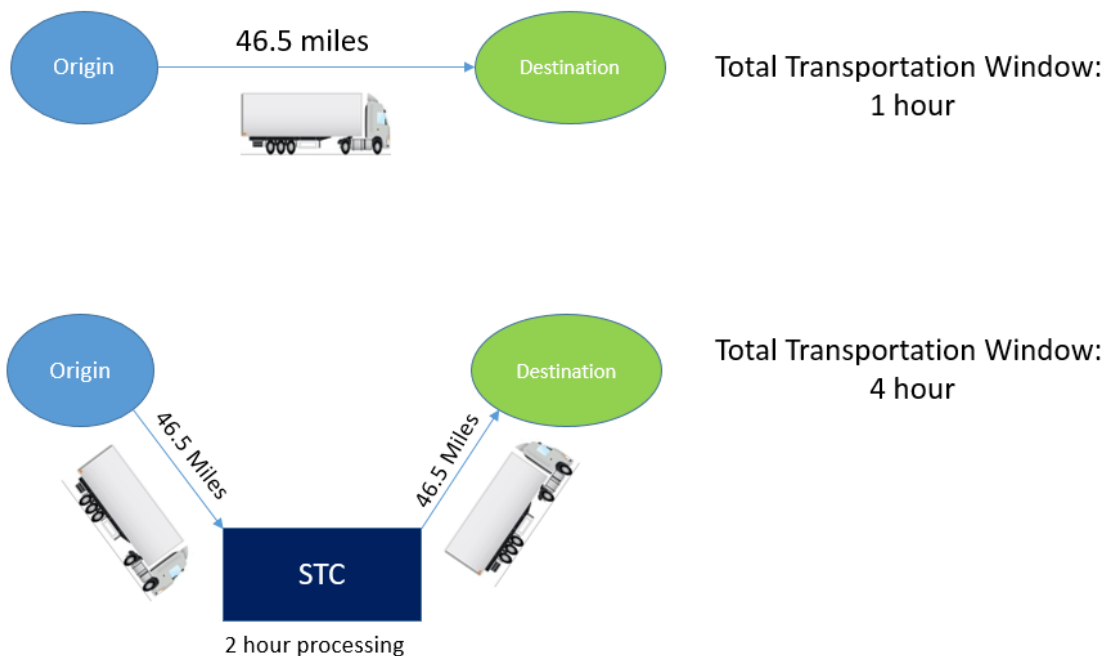 46.5 miles
Origin
Destination
Total Transportation Window:
1 hour
Origin
Destination
Total Transportation Window:
4 hour
46.5 Miles
46.5 Miles
STC
2 hour processing